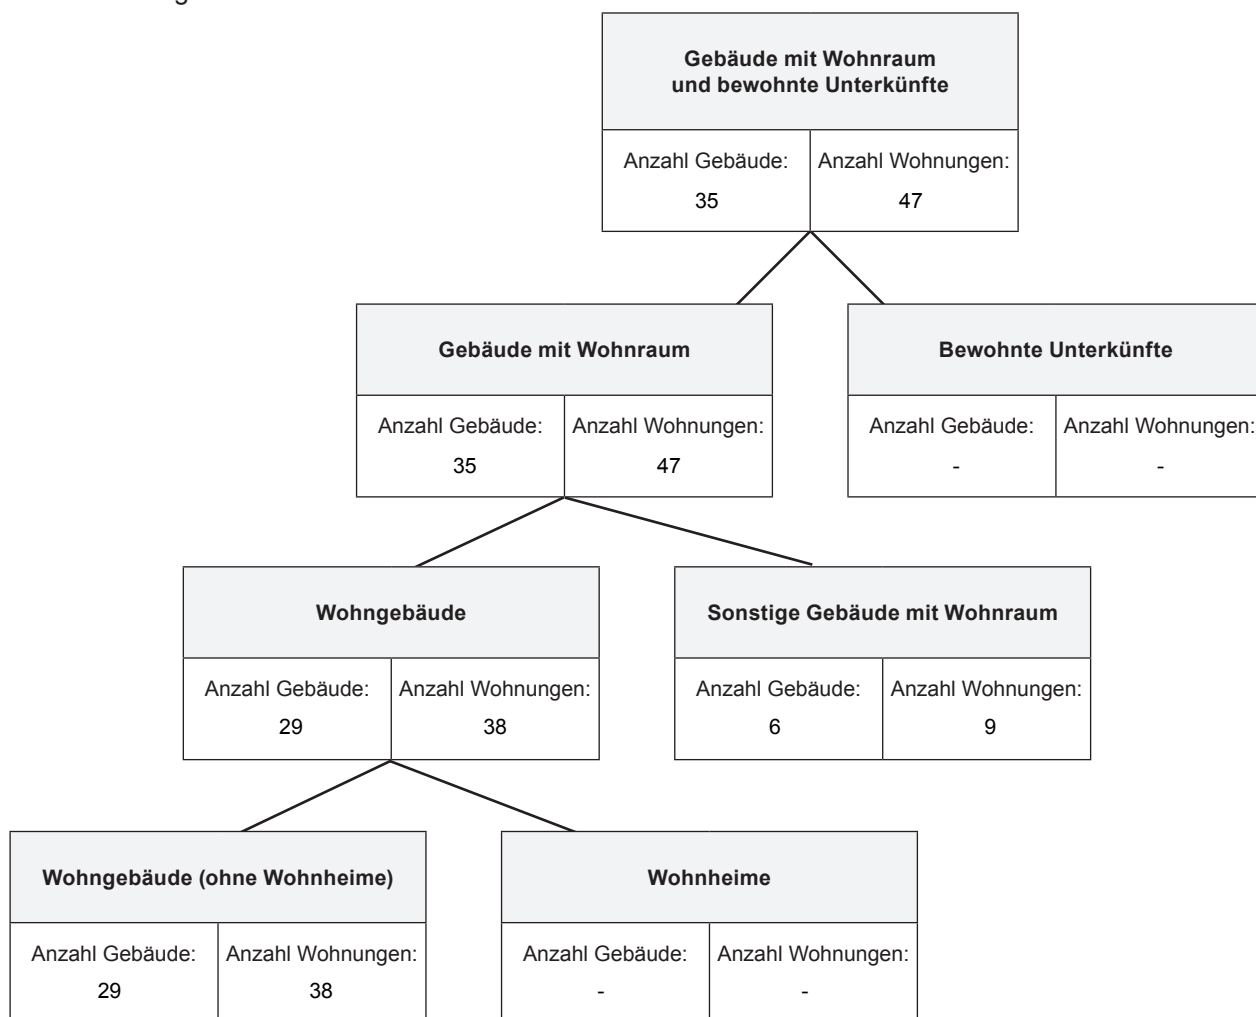 Gebäude mit Wohnraum
und bewohnte Unterkünfte
Anzahl Gebäude: Anzahl Wohnungen:
35 47
Gebäude mit Wohnraum
Anzahl Gebäude: Anzahl Wohnungen:
35 47
Bewohnte Unterkünfte
Anzahl Gebäude: Anzahl Wohnungen:
- -
Wohngebäude
Anzahl Gebäude: Anzahl Wohnungen:
29 38
Sonstige Gebäude mit Wohnraum
Anzahl Gebäude: Anzahl Wohnungen:
6 9
Wohngebäude (ohne Wohnheime)
Anzahl Gebäude: Anzahl Wohnungen:
29 38
Wohnheime
Anzahl Gebäude: Anzahl Wohnungen:
- -